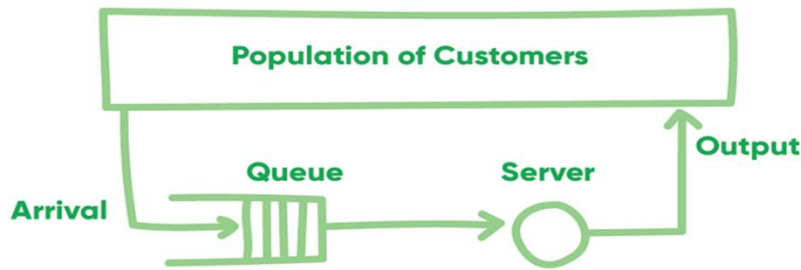 Population of Customers
Output
Queue
Server
Arrival